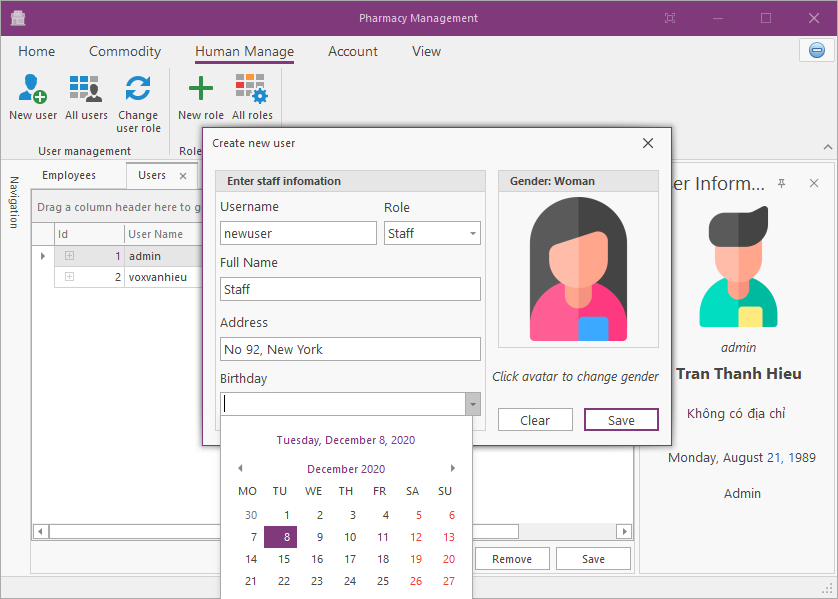 Pharmacy Management
Home Commodity Human Manage Account View
New user All users Change user role New role All roles
User management Role
Navigation
Employees Users
Drag a column header here to g
Id User Name
1 admin
2 voxvanhieu
Create new user
Enter staff infomation
Username Role
newuser Staff
Full Name
Staff
Address
No 92, New York
Birthday
Gender: Woman
Click avatar to change gender
Clear Save
Tuesday, December 8, 2020
December 2020
MO TU WE TH FR SA SU
30 1 2 3 4 5 6
7 8 9 10 11 12 13
14 15 16 17 18 19 20
21 22 23 24 25 26 27
Remove Save
er Inform...
admin
Tran Thanh Hieu
Không có địa chỉ
Monday, August 21, 1989
Admin